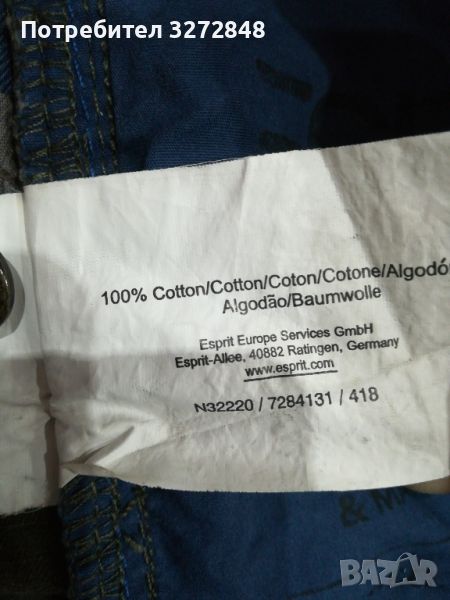 Потребител 3272848
100% Cotton/Cotton/Coton/Cotone/Algodó
Algodão/Baumwolle
Esprit Europe Services GmbH
Esprit-Allee, 40882 Ratingen, Germany
www.esprit.com
N32220 / 7284131 / 418
&
BAZAR